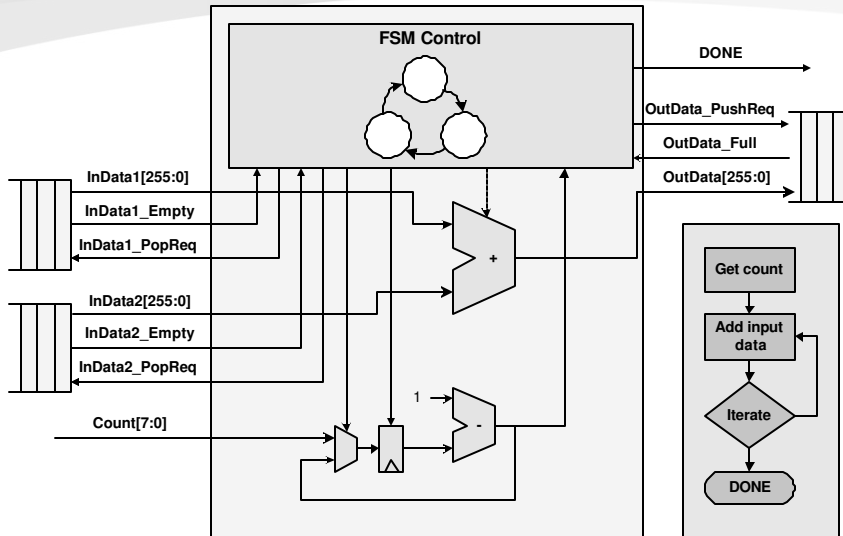 FSM Control
DONE
OutData_PushReq
OutData_Full
OutData[255:0]
InData1[255:0]
InData1_Empty
InData1_PopReq
+
InData2[255:0]
InData2_Empty
InData2_PopReq
Count[7:0]
1
-
Get count
Add input
data
Iterate
DONE